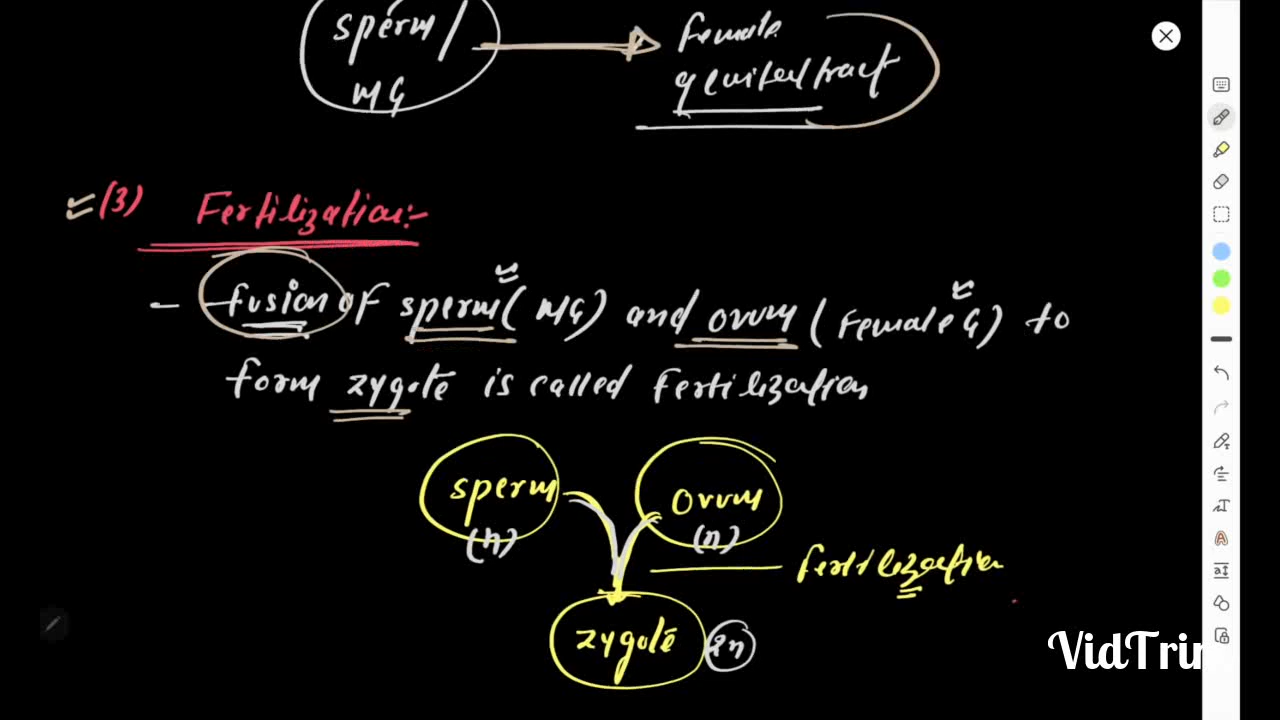 sperm/
MG
Female
genital tract
(3) Fertilization:-
- fusion of sperm (MG) and ovum (Female G) to
form zygote is called Fertilization
sperm
(n)
ovum
(n)
Fertilization
zygote 2n
VidTrim